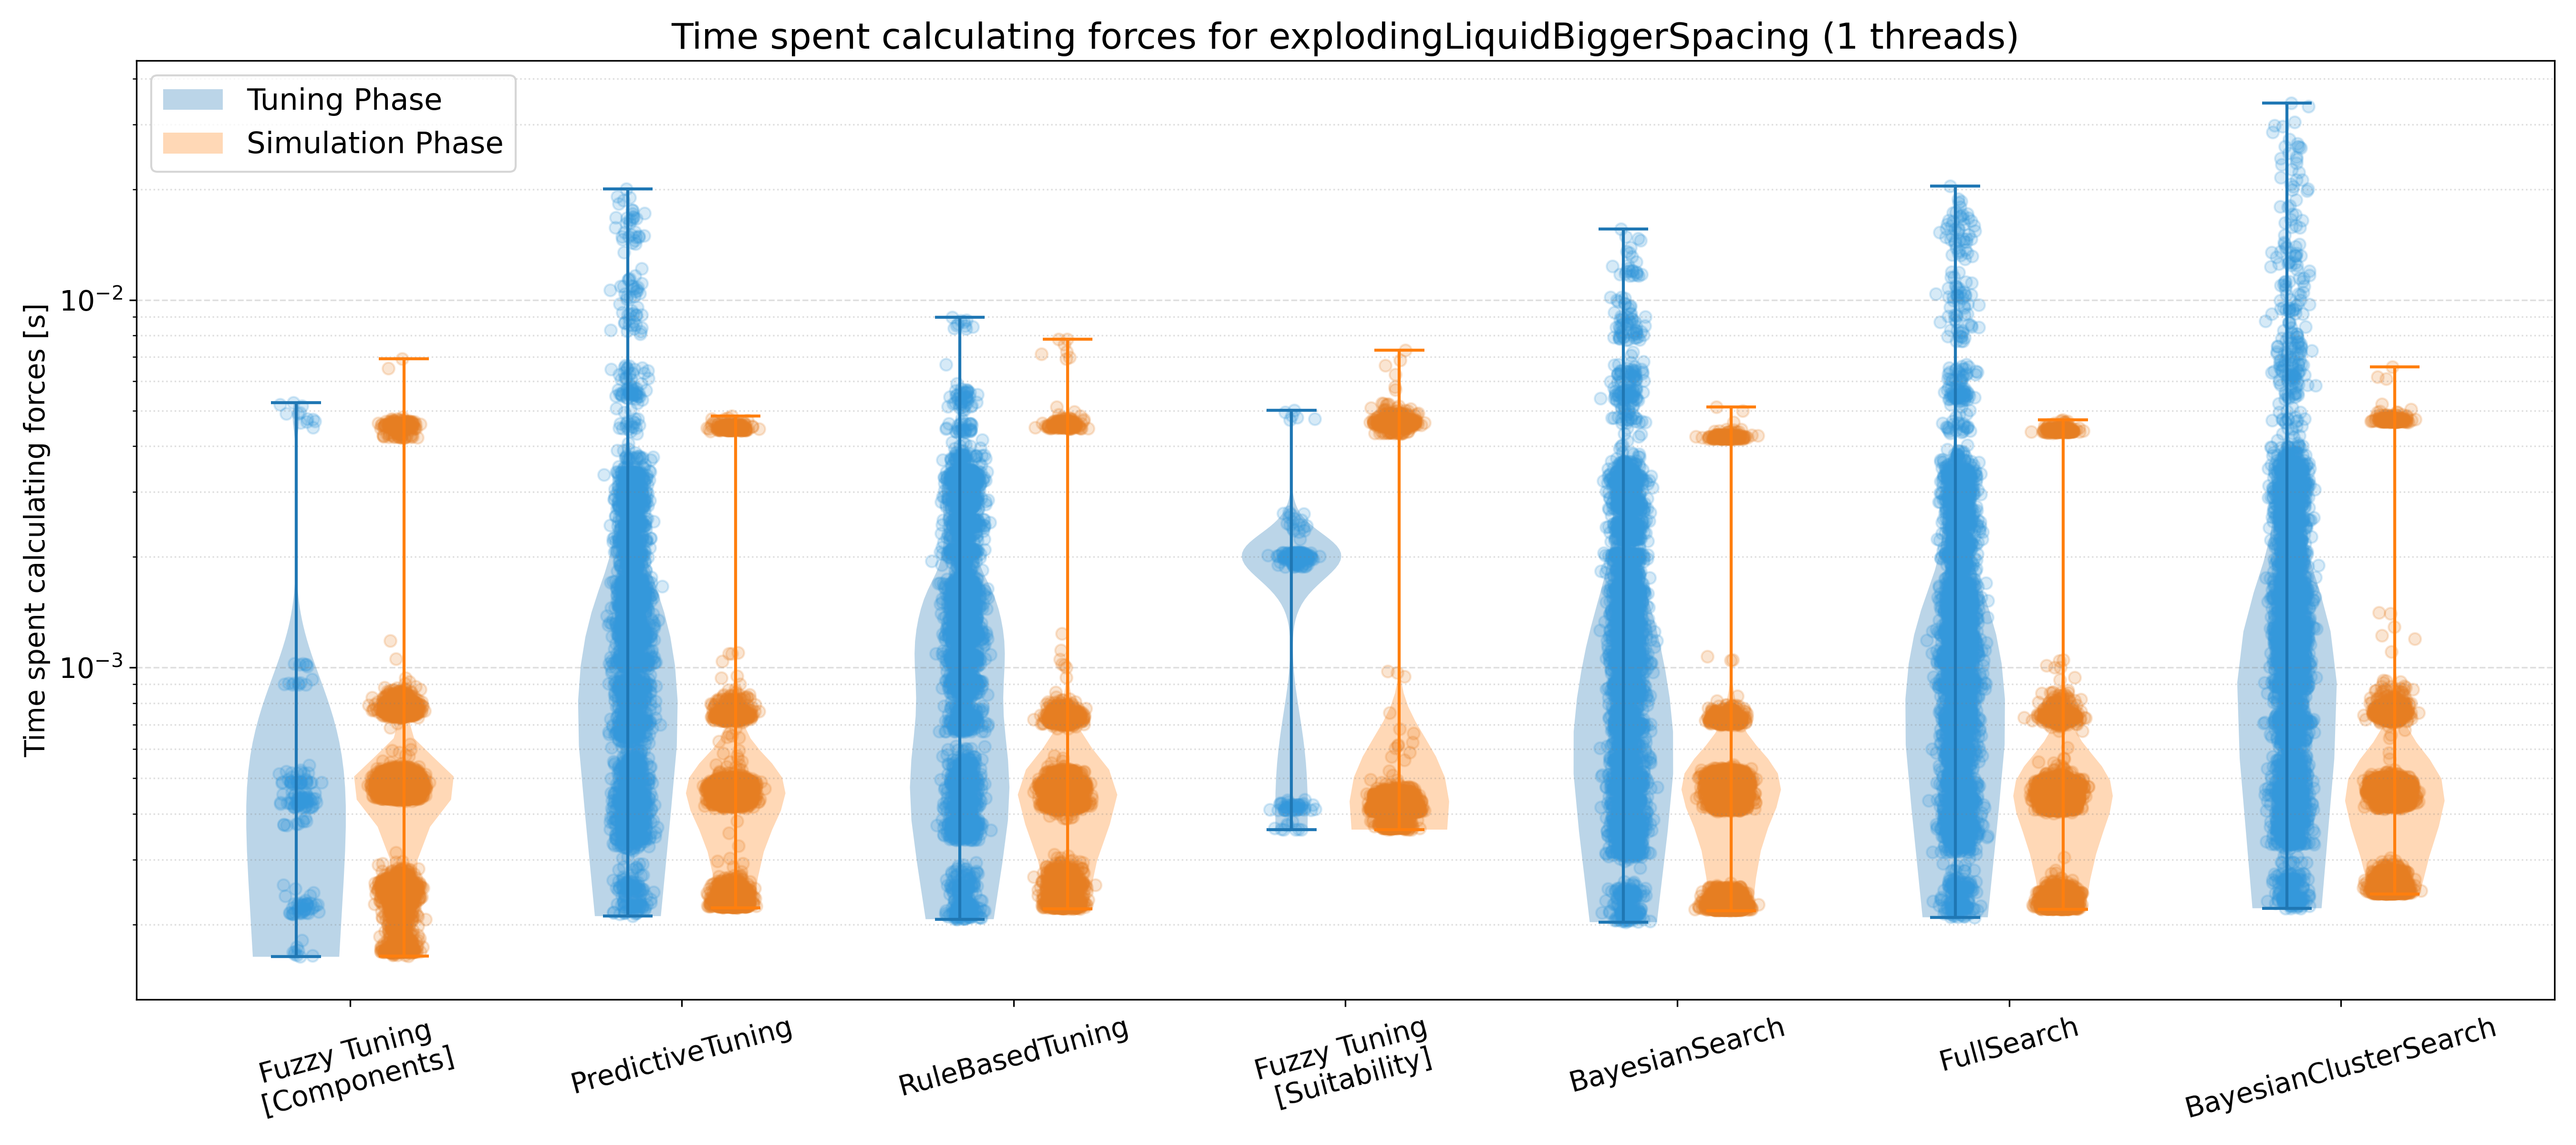 Time spent calculating forces for explodingLiquidBiggerSpacing (1 threads)
Tuning Phase
Simulation Phase
Time spent calculating forces [s]
10⁻²
10⁻³
Fuzzy Tuning
[Components]
PredictiveTuning
RuleBasedTuning
Fuzzy Tuning
[Suitability]
BayesianSearch
FullSearch
BayesianClusterSearch